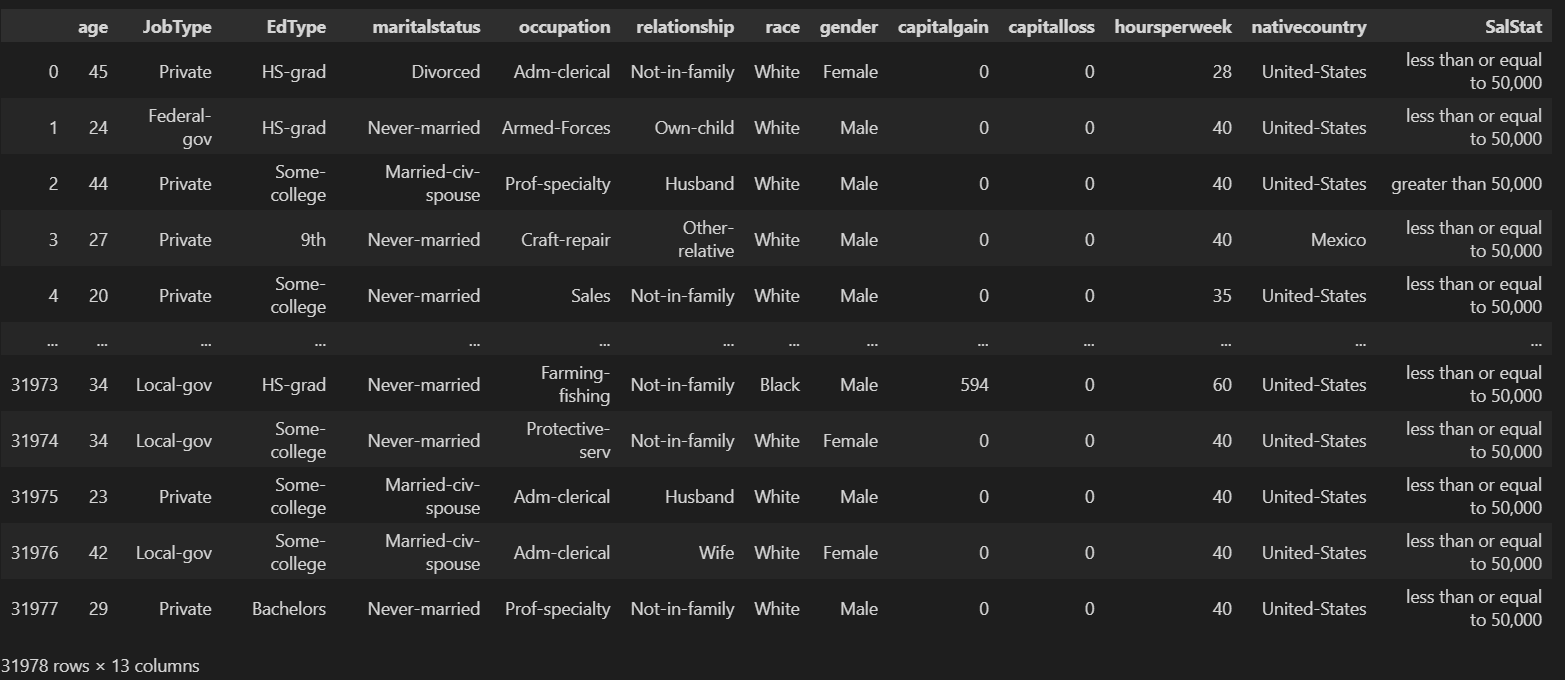 age JobType EdType maritalstatus occupation relationship race gender capitalgain capitalloss hoursperweek nativecountry SalStat
0 45 Private HS-grad Divorced Adm-clerical Not-in-family White Female 0 0 28 United-States less than or equal to 50,000
1 24 Federal-gov HS-grad Never-married Armed-Forces Own-child White Male 0 0 40 United-States less than or equal to 50,000
2 44 Private Some-college Married-civ-spouse Prof-specialty Husband White Male 0 0 40 United-States greater than 50,000
3 27 Private 9th Never-married Craft-repair Other-relative White Male 0 0 40 Mexico less than or equal to 50,000
4 20 Private Some-college Never-married Sales Not-in-family White Male 0 0 35 United-States less than or equal to 50,000
... ... ... ... ... ... ... ... ... ... ... ... ... ...
31973 34 Local-gov HS-grad Never-married Farming-fishing Not-in-family Black Male 594 0 60 United-States less than or equal to 50,000
31974 34 Local-gov Some-college Never-married Protective-serv Not-in-family White Female 0 0 40 United-States less than or equal to 50,000
31975 23 Private Some-college Married-civ-spouse Adm-clerical Husband White Male 0 0 40 United-States less than or equal to 50,000
31976 42 Local-gov Some-college Married-civ-spouse Adm-clerical Wife White Female 0 0 40 United-States less than or equal to 50,000
31977 29 Private Bachelors Never-married Prof-specialty Not-in-family White Male 0 0 40 United-States less than or equal to 50,000
31978 rows × 13 columns